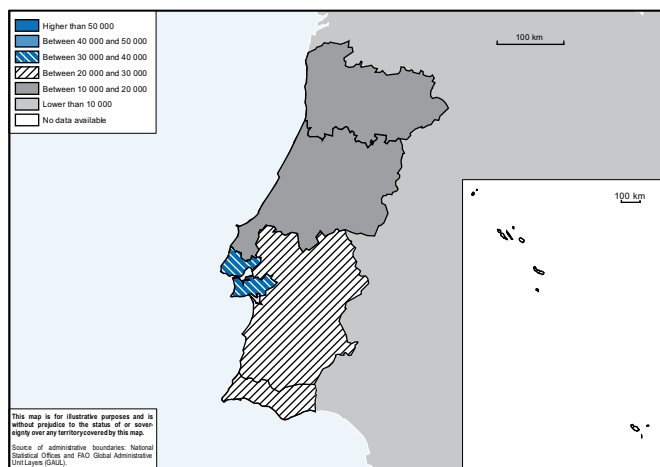 Higher than 50 000
Between 40 000 and 50 000
Between 30 000 and 40 000
Between 20 000 and 30 000
Between 10 000 and 20 000
Lower than 10 000
No data available
100 km
100 km
This map is for illustrative purposes and is
without prejudice to the status of or sover-
eignty over any territorycovered by this map.
Source of administrative boundaries: National
Statistical Offices and FAO Global Administrative
Unit Layers (GAUL).